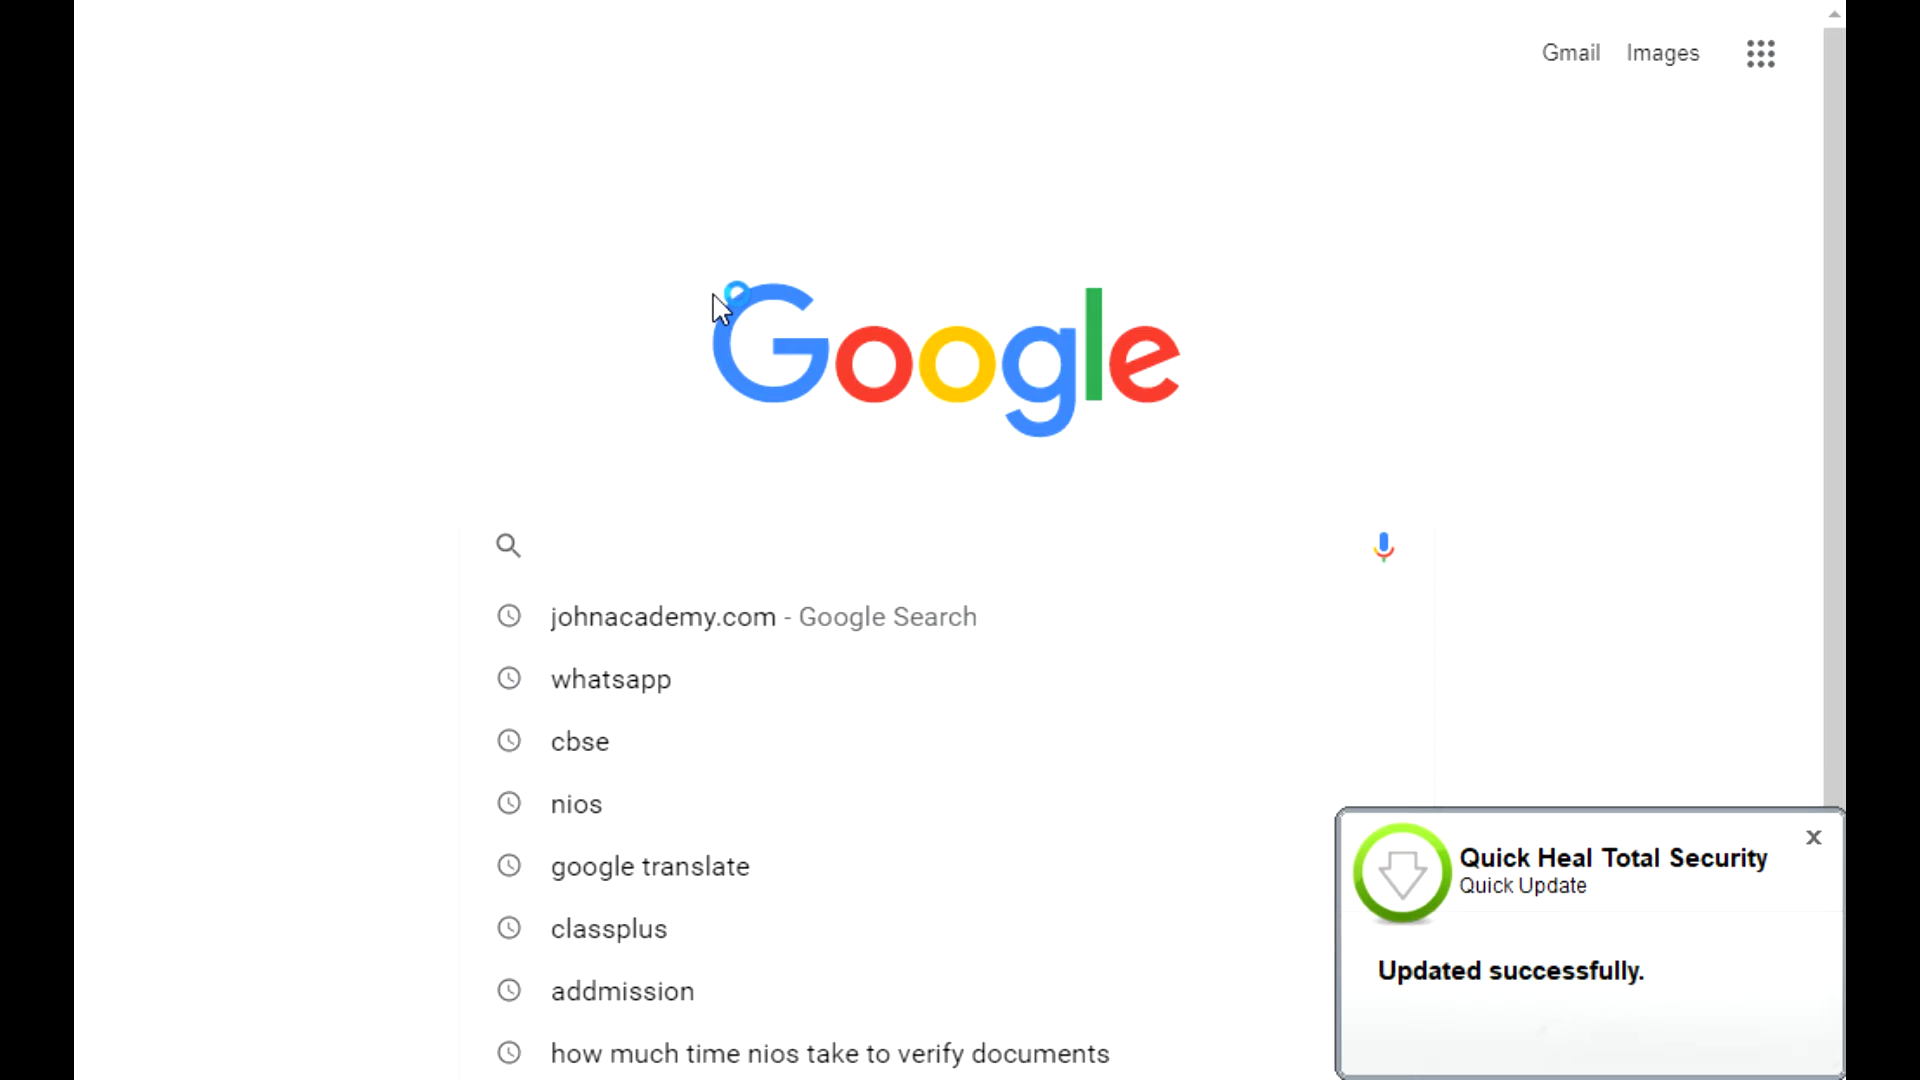 Gmail Images
Google
johnacademy.com - Google Search
whatsapp
cbse
nios
google translate
classplus
addmission
how much time nios take to verify documents
x
Quick Heal Total Security
Quick Update
Updated successfully.